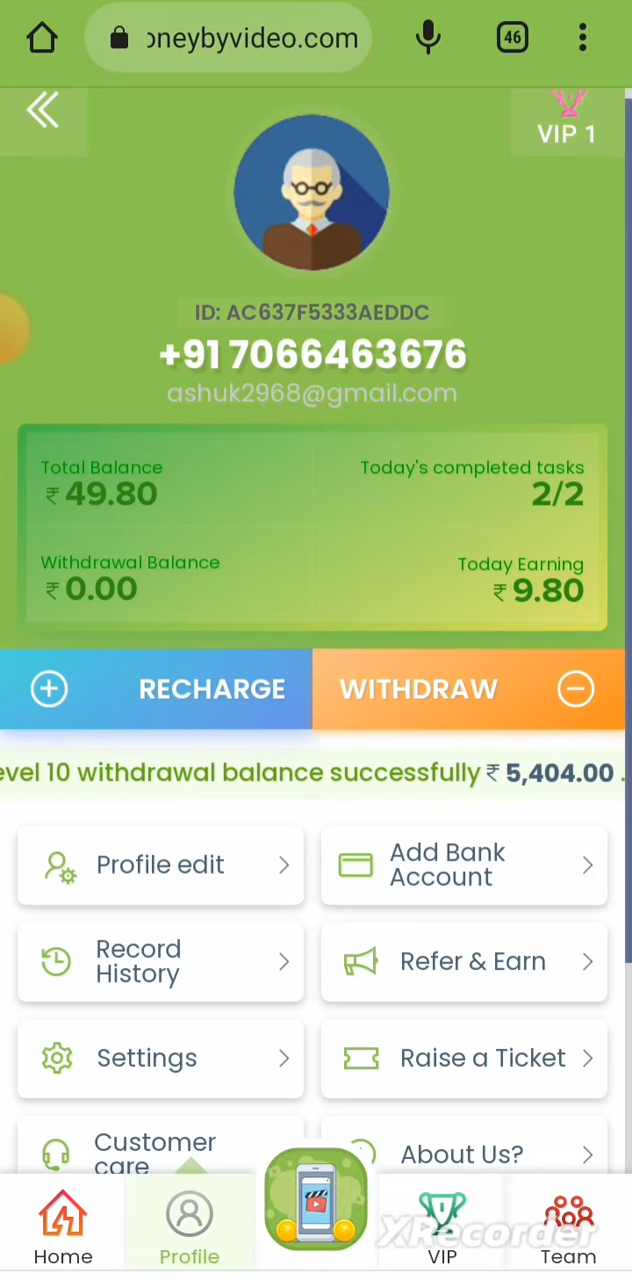 oneybyvideo.com
46
VIP 1
ID: AC637F5333AEDDC
+91 7066463676
ashuk2968@gmail.com
Total Balance
₹ 49.80
Today's completed tasks
2/2
Withdrawal Balance
₹ 0.00
Today Earning
₹ 9.80
RECHARGE
WITHDRAW
evel 10 withdrawal balance successfully ₹ 5,404.00 .
Profile edit
Add Bank
Account
Record
History
Refer & Earn
Settings
Raise a Ticket
Customer
care
About Us?
Home
Profile
VIP
Team
XRecorder